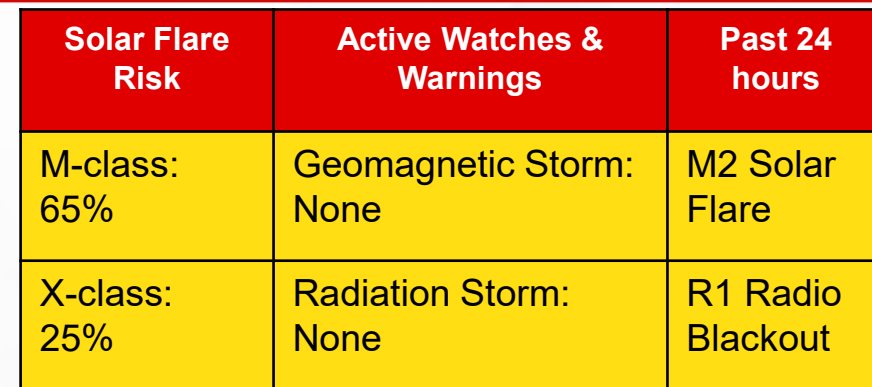 Solar Flare
Risk
Active Watches &
Warnings
Past 24
hours
M-class:
65%
Geomagnetic Storm:
None
M2 Solar
Flare
X-class:
25%
Radiation Storm:
None
R1 Radio
Blackout